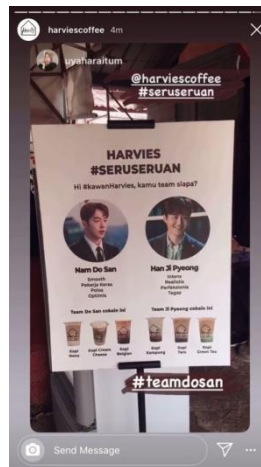 harviescoffee 4m
uyaharaitum
@harviescoffee
#seruseruan
HARVIES
#SERUSERUAN
Hi #kawanHarvies, kamu team siapa?
Nam Do San
Smooth
Pekerja Keras
Polos
Optimis
Han Ji Pyeong
Intens
Realistis
Perfeksionis
Tegas
Team Do San cobain ini
Kopi
Kopi Cream
Cheese
Kopi
Belgian
Team Ji Pyeong cobain ini
Kopi
Kampung
Kopi
Taro
Kopi
Green Tea
#teamdosan
Send Message